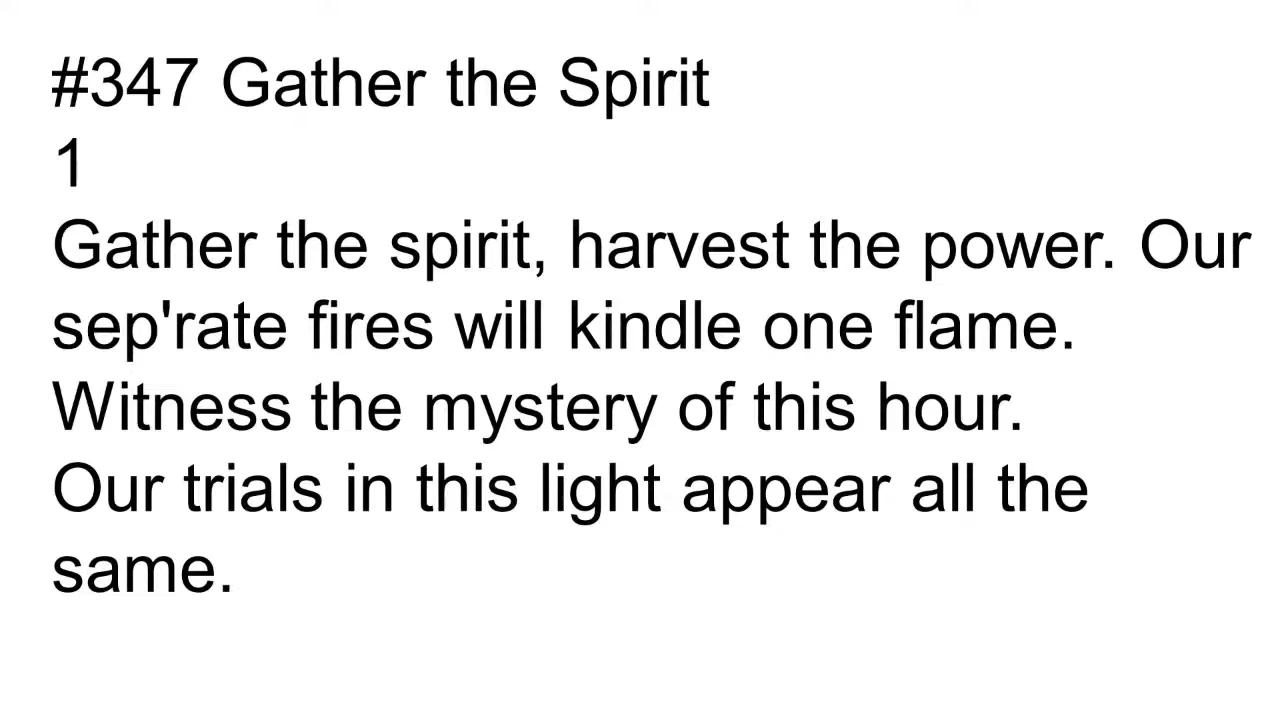 #347 Gather the Spirit
1
Gather the spirit, harvest the power. Our
sep'rate fires will kindle one flame.
Witness the mystery of this hour.
Our trials in this light appear all the
same.